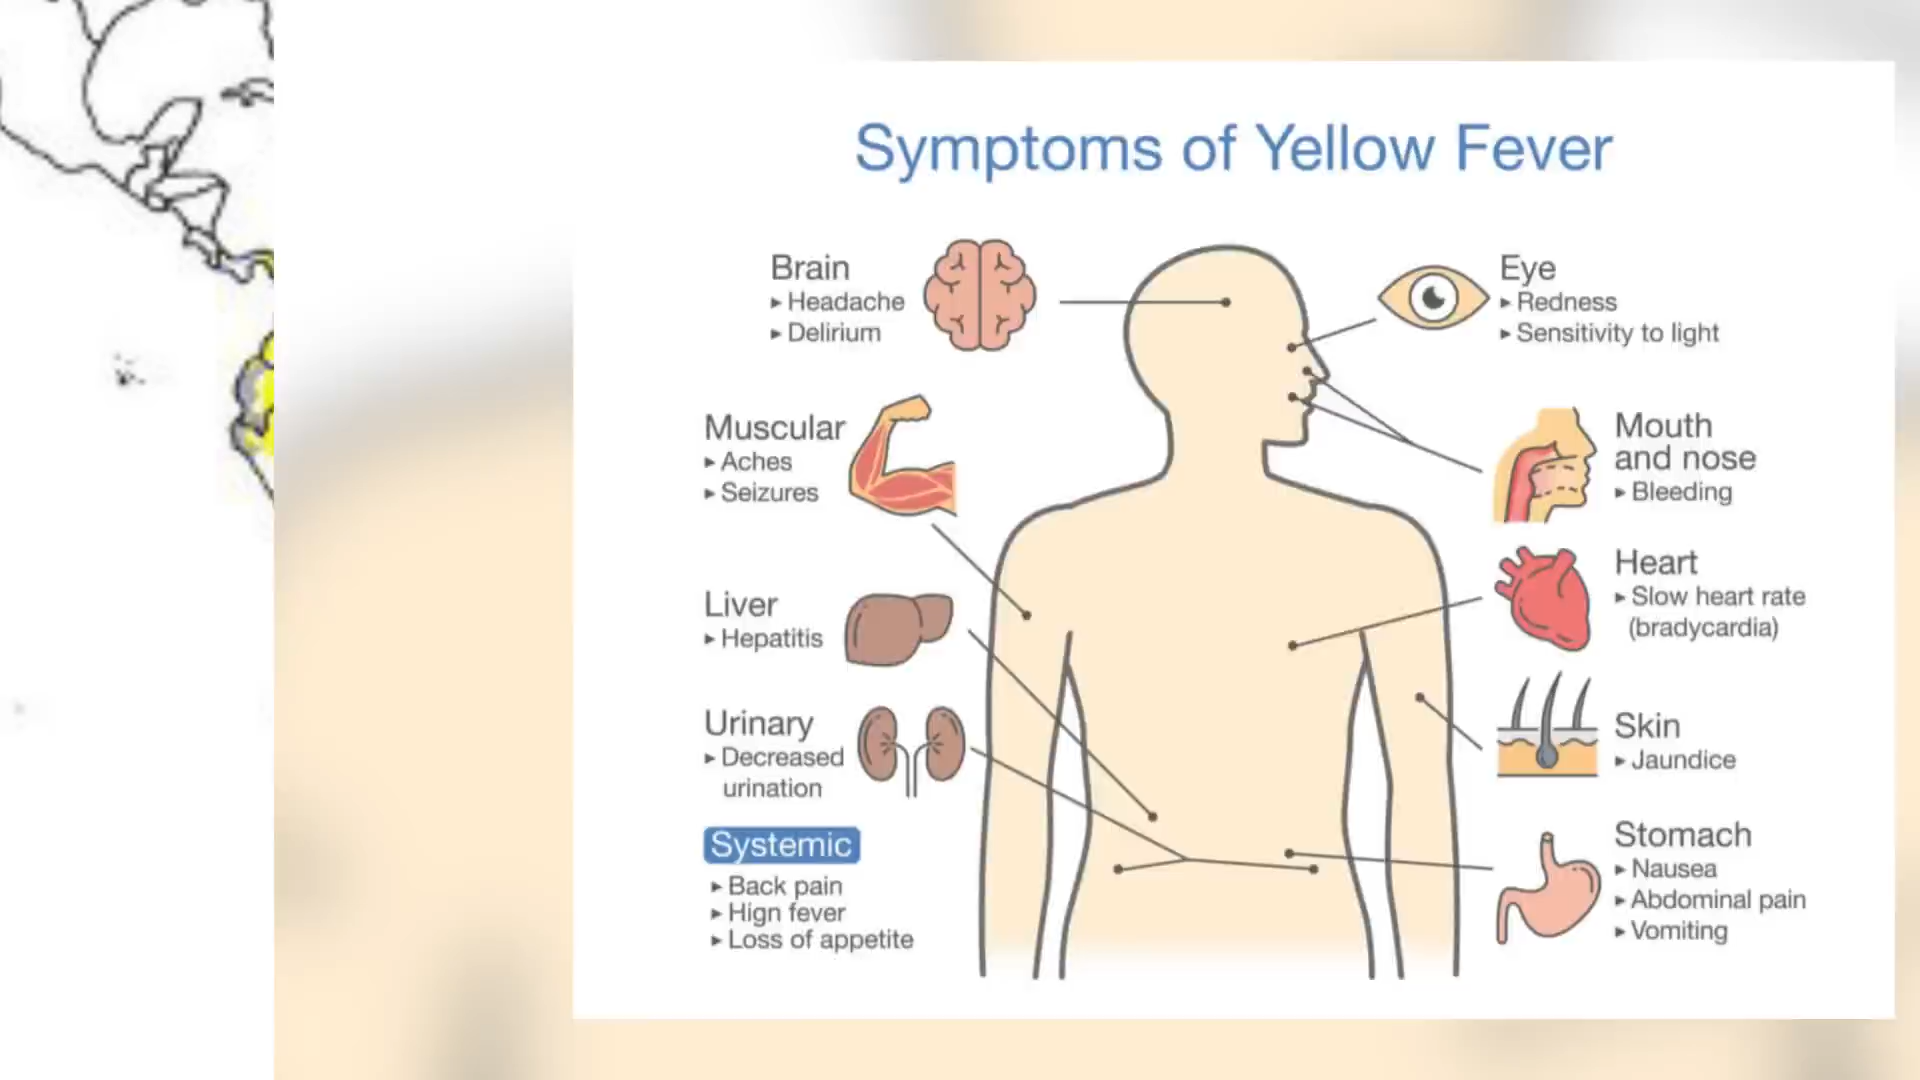 Symptoms of Yellow Fever
Brain
▸ Headache
▸ Delirium
Muscular
▸ Aches
▸ Seizures
Liver
▸ Hepatitis
Urinary
▸ Decreased
urination
Systemic
▸ Back pain
▸ Hign fever
▸ Loss of appetite
Eye
▸ Redness
▸ Sensitivity to light
Mouth
and nose
▸ Bleeding
Heart
▸ Slow heart rate
(bradycardia)
Skin
▸ Jaundice
Stomach
▸ Nausea
▸ Abdominal pain
▸ Vomiting